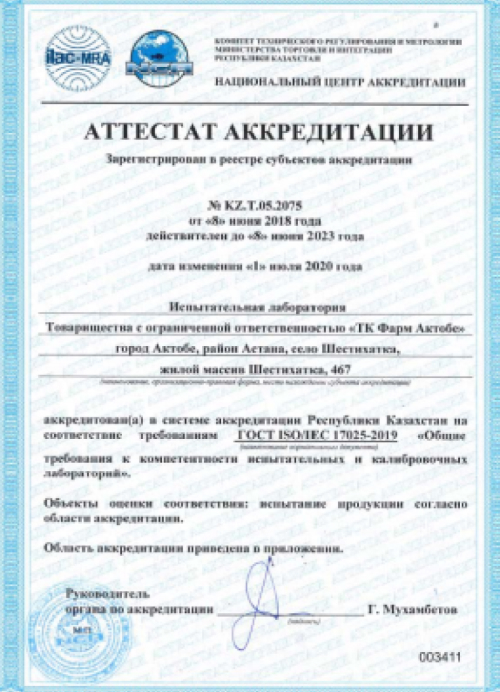 ilac-MRA
КОМИТЕТ ТЕХНИЧЕСКОГО РЕГУЛИРОВАНИЯ И МЕТРОЛОГИИ
МИНИСТЕРСТВА ТОРГОВЛИ И ИНТЕГРАЦИИ
РЕСПУБЛИКИ КАЗАХСТАН
НАЦИОНАЛЬНЫЙ ЦЕНТР АККРЕДИТАЦИИ
АТТЕСТАТ АККРЕДИТАЦИИ
Зарегистрирован в реестре субъектов аккредитации
№ KZ.T.05.2075
от «8» июня 2018 года
действителен до «8» июня 2023 года
дата изменения «1» июля 2020 года
Испытательная лаборатория
Товарищества с ограниченной ответственностью «ТК Фарм Актобе»
город Актобе, район Астана, село Шестихатка,
жилой массив Шестихатка, 467
(наименование, организационно-правовая форма, место нахождения субъекта аккредитации)
аккредитован(а) в системе аккредитации Республики Казахстан на
соответствие требованиям ГОСТ ISO/IEC 17025-2019 «Общие
(наименование нормативного документа)
требования к компетентности испытательных и калибровочных
лабораторий».
Объекты оценки соответствия: испытание продукции согласно
области аккредитации.
Область аккредитации приведена в приложении.
Руководитель
органа по аккредитации Г. Мухамбетов
(подпись)
М.П.
003411